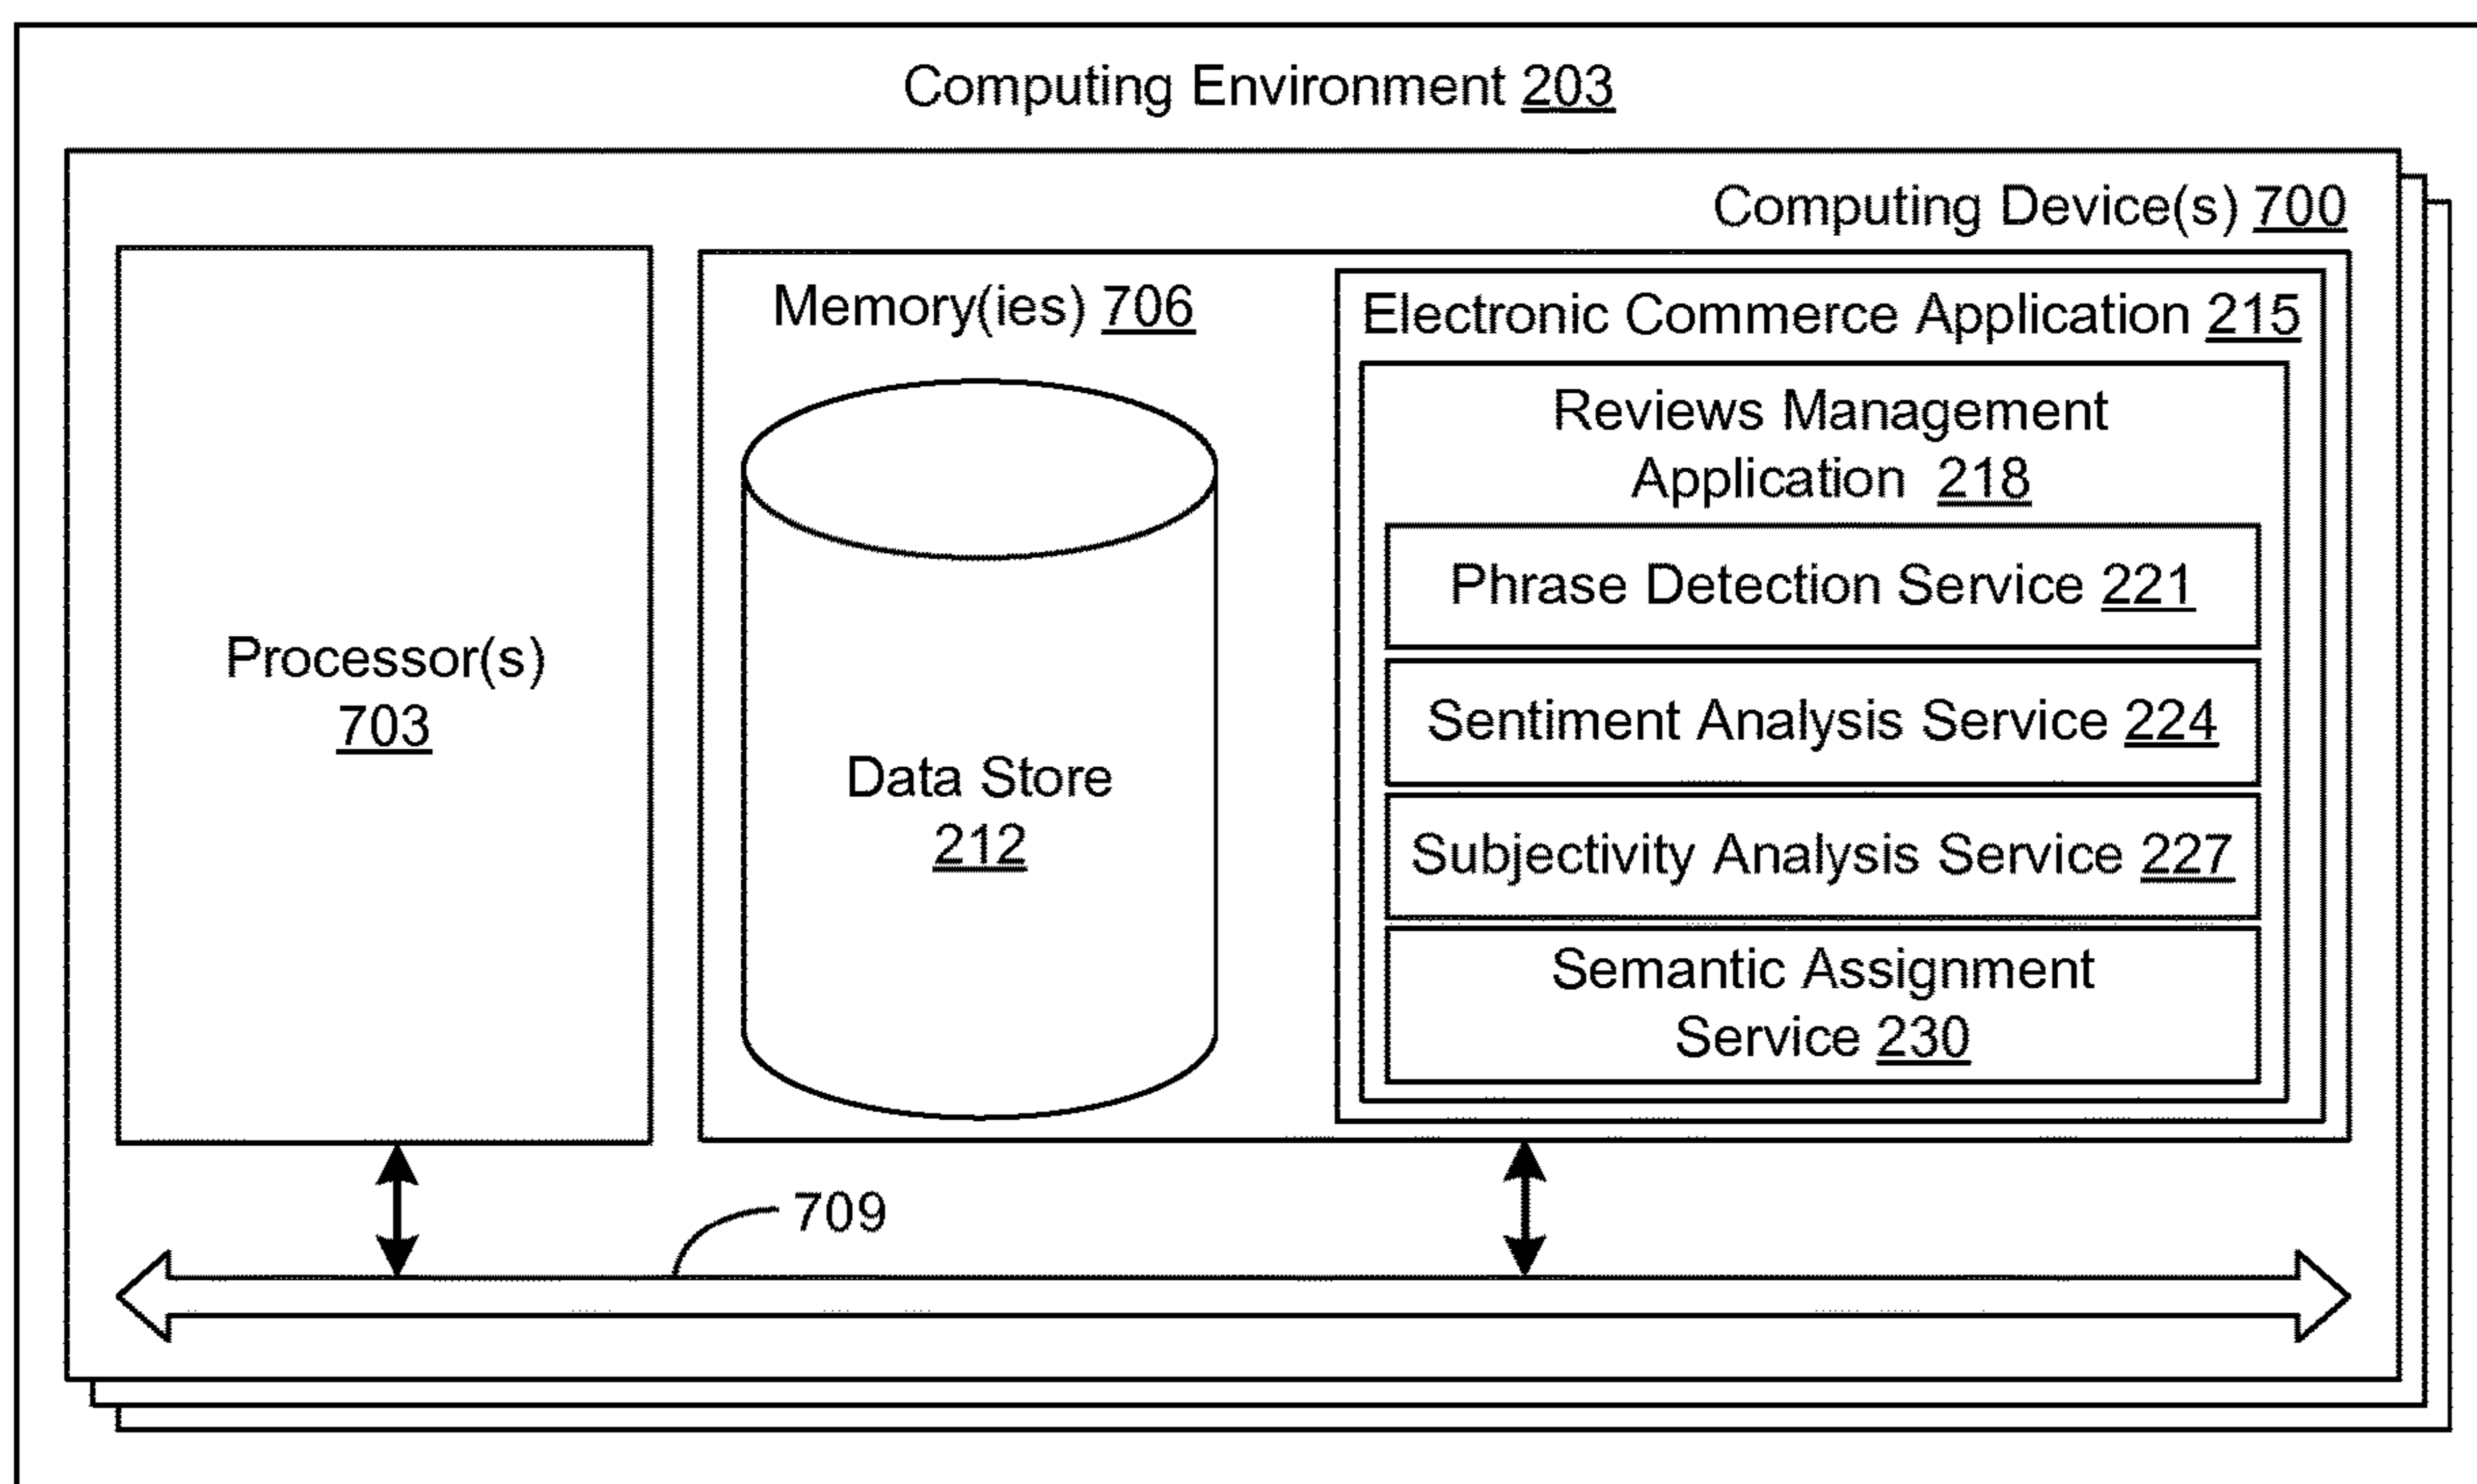 Computing Environment 203
Computing Device(s) 700
Processor(s)
703
Memory(ies) 706
Data Store
212
Electronic Commerce Application 215
Reviews Management
Application 218
Phrase Detection Service 221
Sentiment Analysis Service 224
Subjectivity Analysis Service 227
Semantic Assignment
Service 230
709